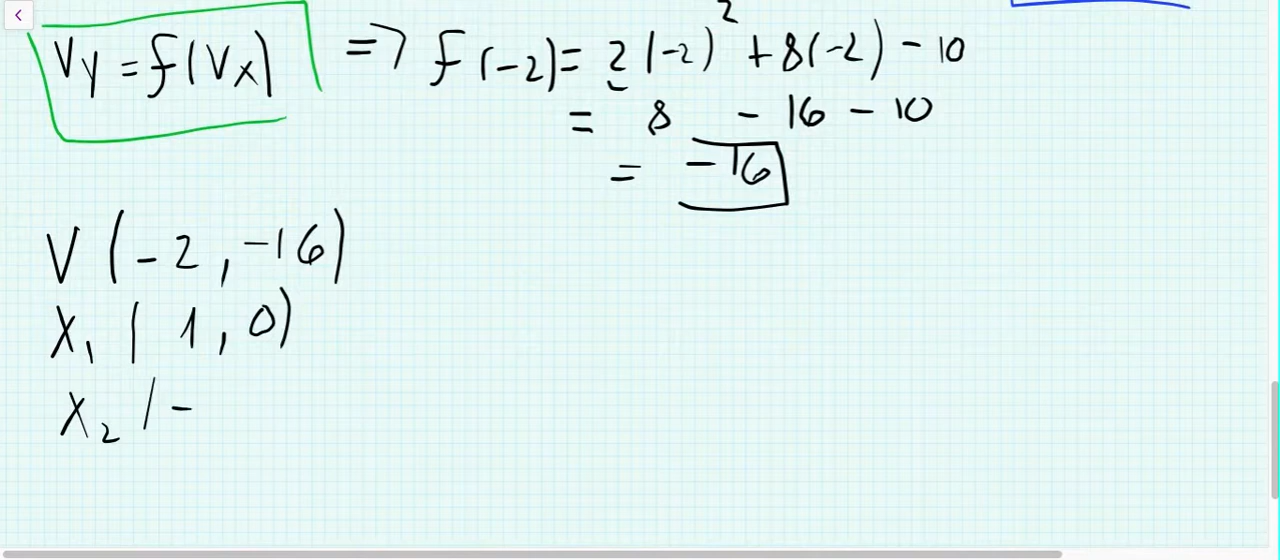 Vy = f(Vx) => f(-2) = 2(-2)² + 8(-2) - 10
= 8 - 16 - 10
= -16
V (-2, -16)
X₁ ( 1, 0)
X₂ ( -